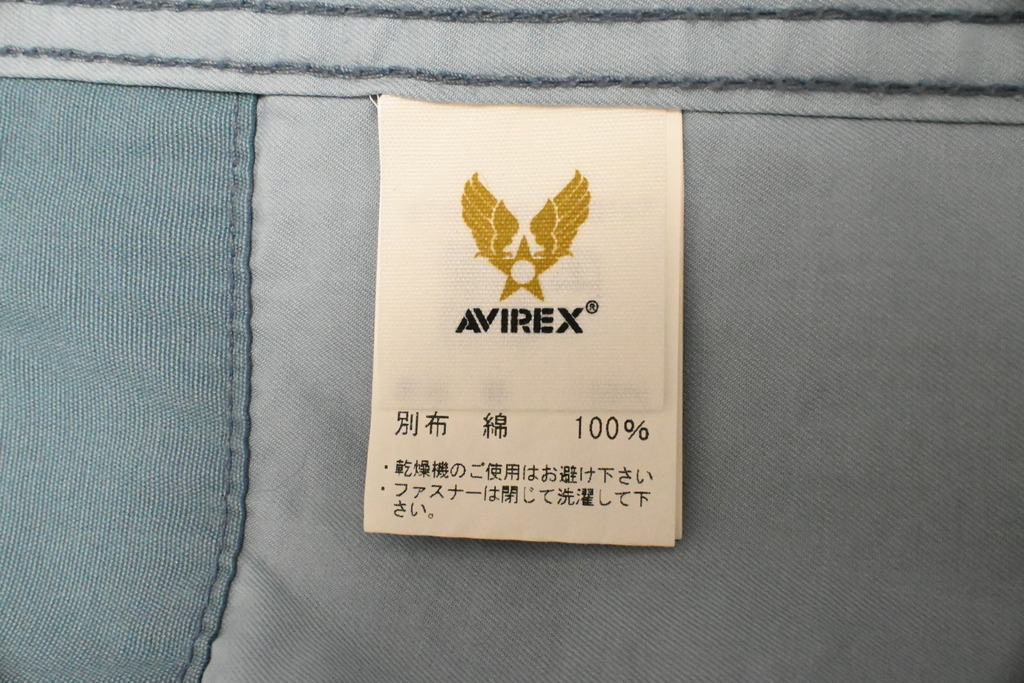 AVIREX®
別布 綿 100%
・乾燥機のご使用はお避け下さい
・ファスナーは閉じて洗濯して下
さい。